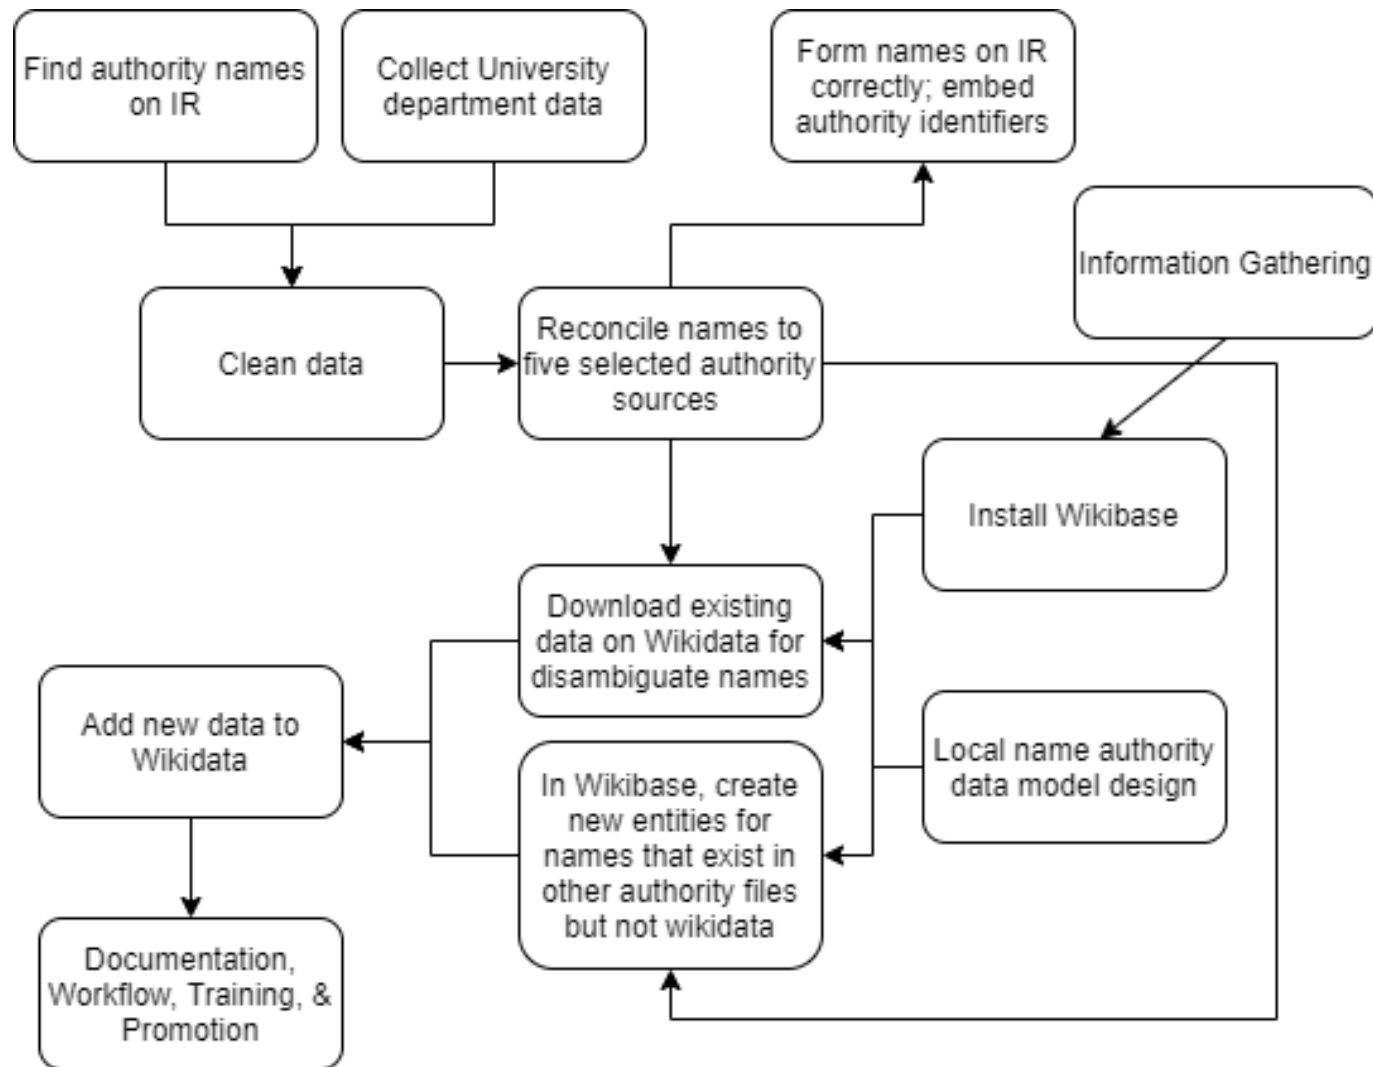 Find authority names
on IR
Collect University
department data
Form names on IR
correctly; embed
authority identifiers
Information Gathering
Clean data
Reconcile names to
five selected authority
sources
Install Wikibase
Download existing
data on Wikidata for
disambiguate names
Add new data to
Wikidata
Local name authority
data model design
In Wikibase, create
new entities for
names that exist in
other authority files
but not wikidata
Documentation,
Workflow, Training, &
Promotion